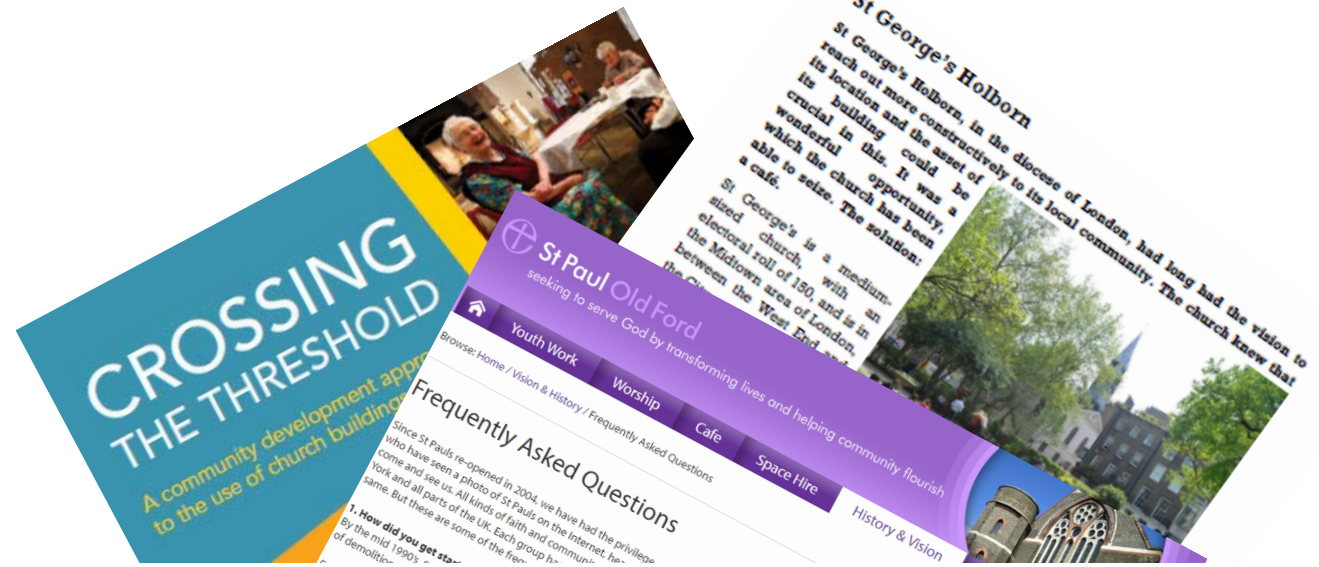 CROSSING
THE THRESHOLD
A community development appro
to the use of church buildings
St Paul Old Ford
seeking to serve God by transforming lives and helping community flourish
Youth Work
Worship
Cafe
Space Hire
History & Vision
Browse: Home / Vision & History / Frequently Asked Questions
Frequently Asked Questions
Since St Pauls re-opened in 2004, we have had the privilege
who have seen a photo of St Pauls on the Internet, hea
come and see us. All kinds of faith and communi
York and all parts of the UK. Each group ha
same. But these are some of the freq
1. How did you get star
By the mid 1990's,
of demolition
St George's Holborn
St George's Holborn, in the diocese of London, had long had the vision to
reach out more constructively to its local community. The church knew that
its location and the asset of
its building could be
crucial in this. It was a
wonderful opportunity,
which the church has been
able to seize. The solution:
a café.
St George's is a medium-
sized church, with an
electoral roll of 150, and is in
the Midtown area of London,
between the West End and
the City